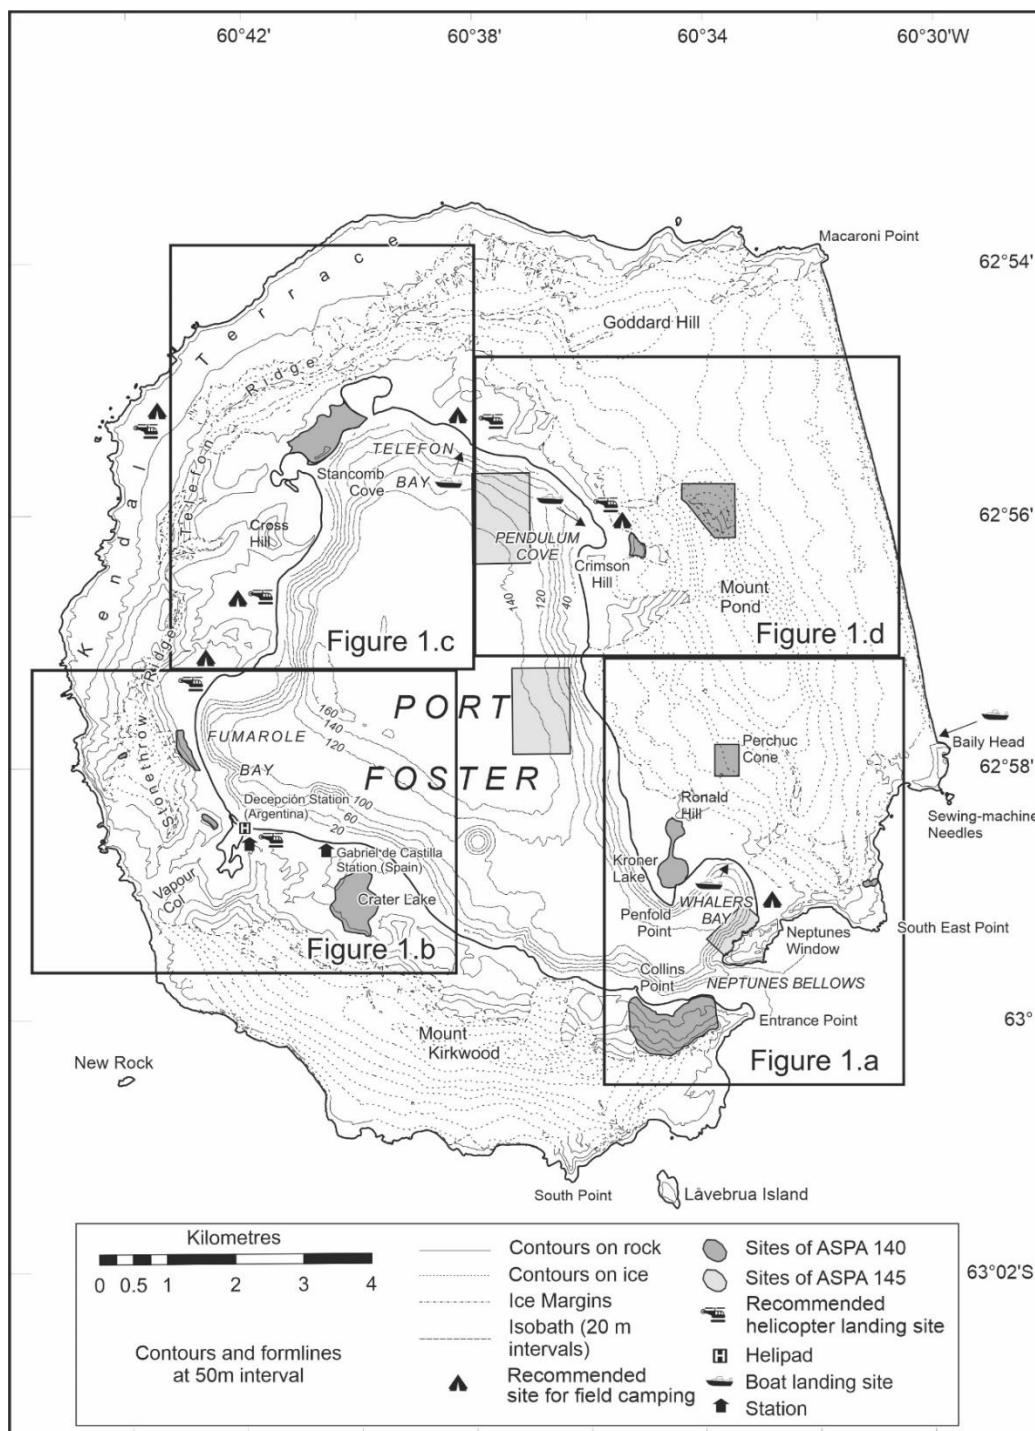 60°42'
60°38'
60°34
60°30'W
Macaroni Point
62°54'
Goddard Hill
Kendall Terrace
Telefon Ridge
TELEFON
BAY
Stancomb
Cove
62°56'
Cross
Hill
PENDULUM
COVE
Crimson
Hill
140
120
40
Mount
Pond
Figure 1.c
Figure 1.d
Stonethrow Ridge
160
140
120
PORT
FOSTER
FUMAROLE
BAY
Perchuc
Cone
Baily Head
62°58'
Decepción Station
(Argentina)
100
60
20
Ronald
Hill
Sewing-machine
Needles
H
Gabriel de Castilla
Station (Spain)
Kroner
Lake
Vapour
Col
Crater Lake
WHALERS
BAY
Penfold
Point
South East Point
Neptunes
Window
Figure 1.b
Collins
Point
NEPTUNES BELLOWS
Entrance Point
63°
Mount
Kirkwood
Figure 1.a
New Rock
South Point
Låvebrua Island
Kilometres
0 0.5 1 2 3 4
Contours and formlines
at 50m interval
Contours on rock
Contours on ice
Ice Margins
Isobath (20 m
intervals)
Recommended
site for field camping
Sites of ASPA 140
Sites of ASPA 145
Recommended
helicopter landing site
H Helipad
Boat landing site
Station
63°02'S